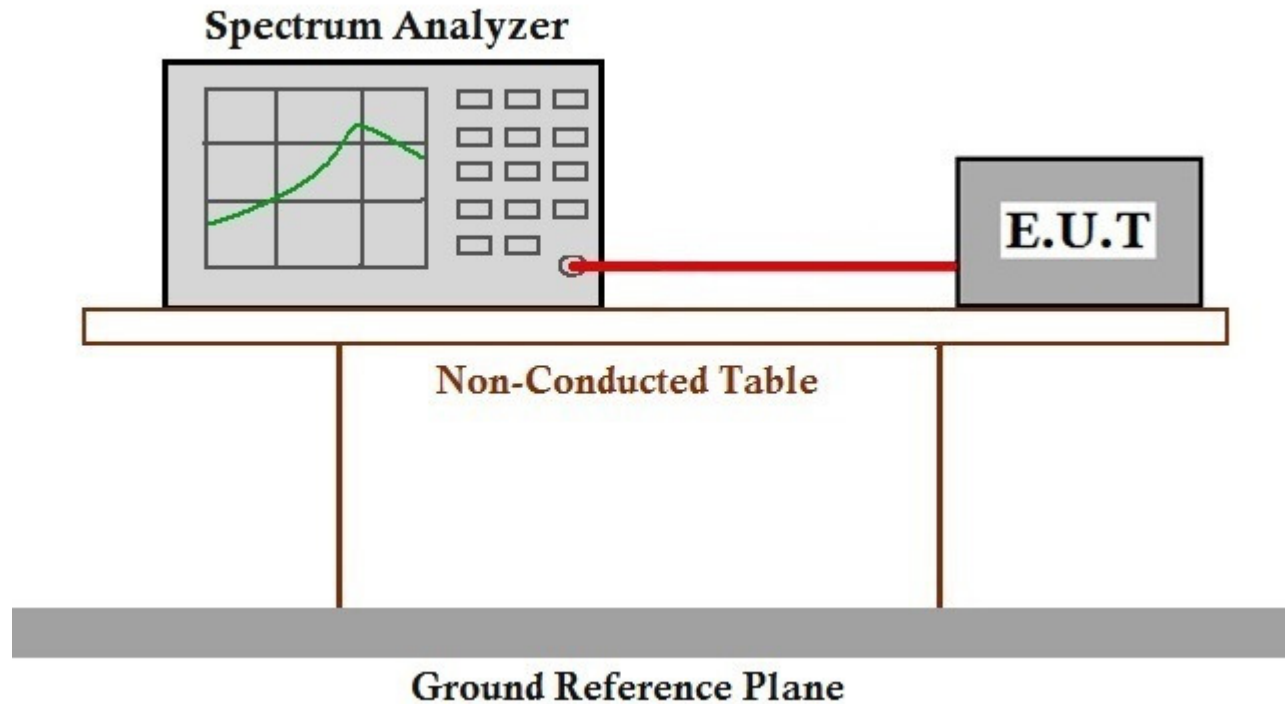 Spectrum Analyzer
E.U.T
Non-Conducted Table
Ground Reference Plane